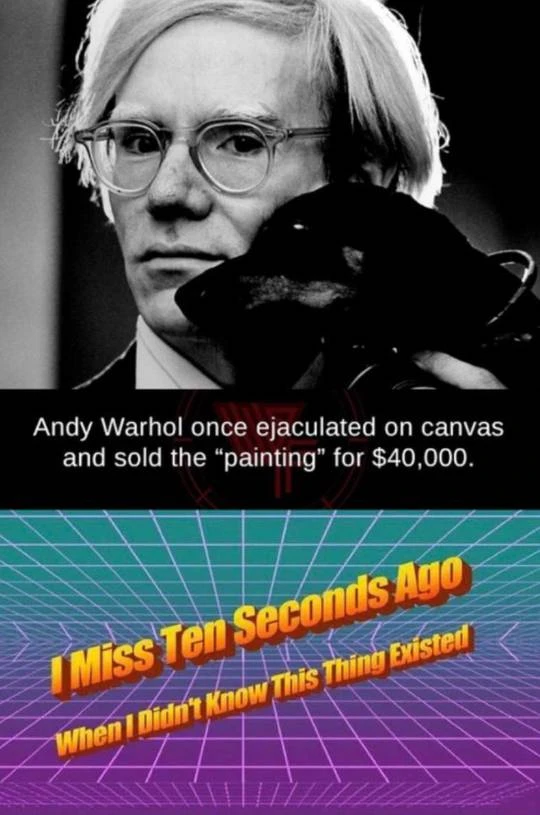 Andy Warhol once ejaculated on canvas
and sold the “painting” for $40,000.
I Miss Ten Seconds Ago
When I Didn't Know This Thing Existed